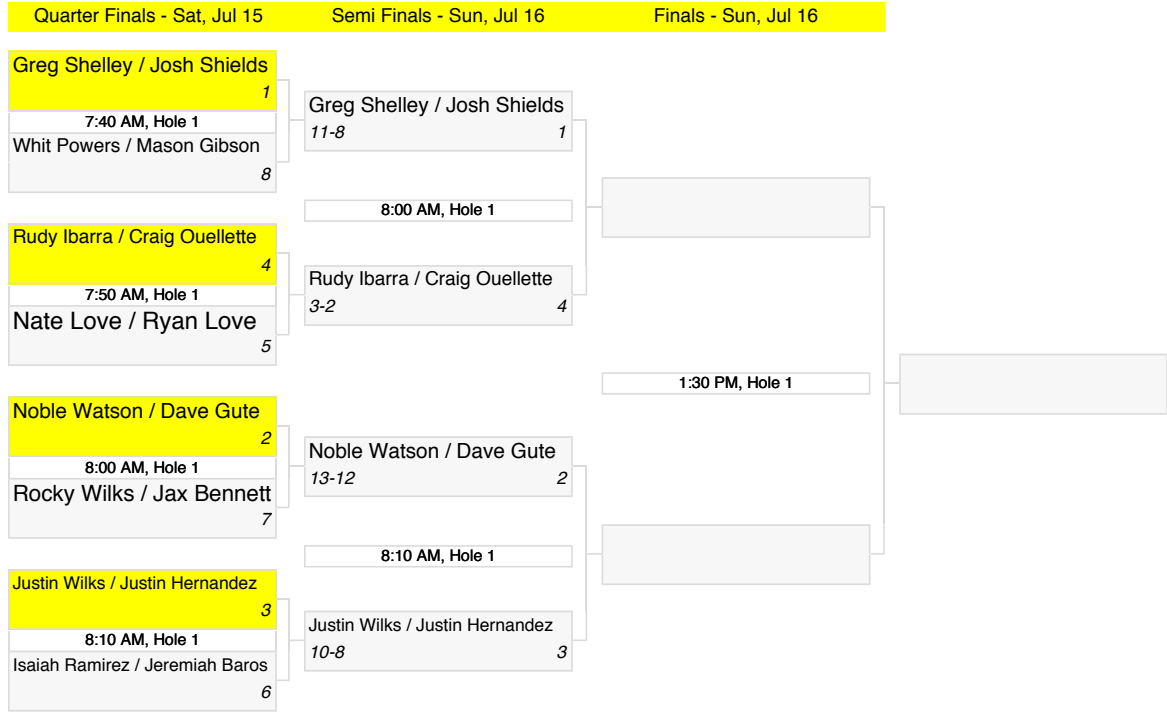 Quarter Finals - Sat, Jul 15
Semi Finals - Sun, Jul 16
Finals - Sun, Jul 16
Greg Shelley / Josh Shields
1
7:40 AM, Hole 1
Whit Powers / Mason Gibson
8
Rudy Ibarra / Craig Ouellette
4
7:50 AM, Hole 1
Nate Love / Ryan Love
5
Noble Watson / Dave Gute
2
8:00 AM, Hole 1
Rocky Wilks / Jax Bennett
7
Justin Wilks / Justin Hernandez
3
8:10 AM, Hole 1
Isaiah Ramirez / Jeremiah Baros
6
Greg Shelley / Josh Shields
11-8 1
8:00 AM, Hole 1
Rudy Ibarra / Craig Ouellette
3-2 4
Noble Watson / Dave Gute
13-12 2
8:10 AM, Hole 1
Justin Wilks / Justin Hernandez
10-8 3
1:30 PM, Hole 1